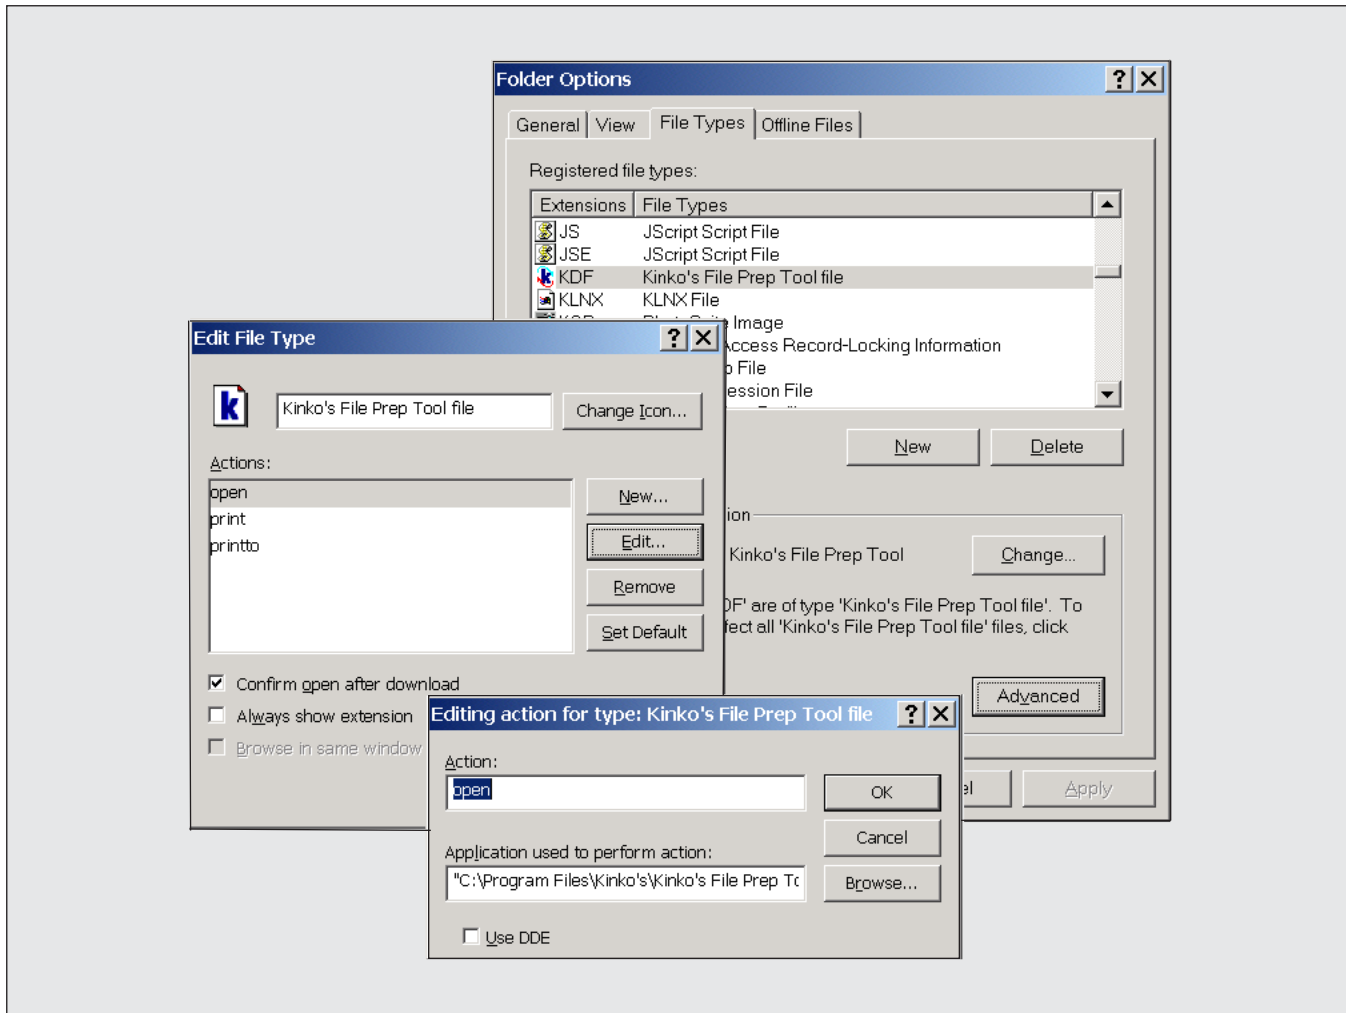 Folder Options
General View File Types Offline Files
Registered file types:
Extensions File Types
JS JScript Script File
JSE JScript Script File
KDF Kinko's File Prep Tool file
KLNX KLNX File
Image
Access Record-Locking Information
File
ession File
New Delete
ion
Kinko's File Prep Tool Change...
DF' are of type 'Kinko's File Prep Tool file'. To
fect all 'Kinko's File Prep Tool file' files, click
Advanced
el Apply
Edit File Type
k
Kinko's File Prep Tool file Change Icon...
Actions:
open
print
printto
New...
Edit...
Remove
Set Default
Confirm open after download
Always show extension
Browse in same window
Editing action for type: Kinko's File Prep Tool file
Action:
open
OK
Cancel
Application used to perform action:
"C:\Program Files\Kinko's\Kinko's File Prep To
Browse...
Use DDE